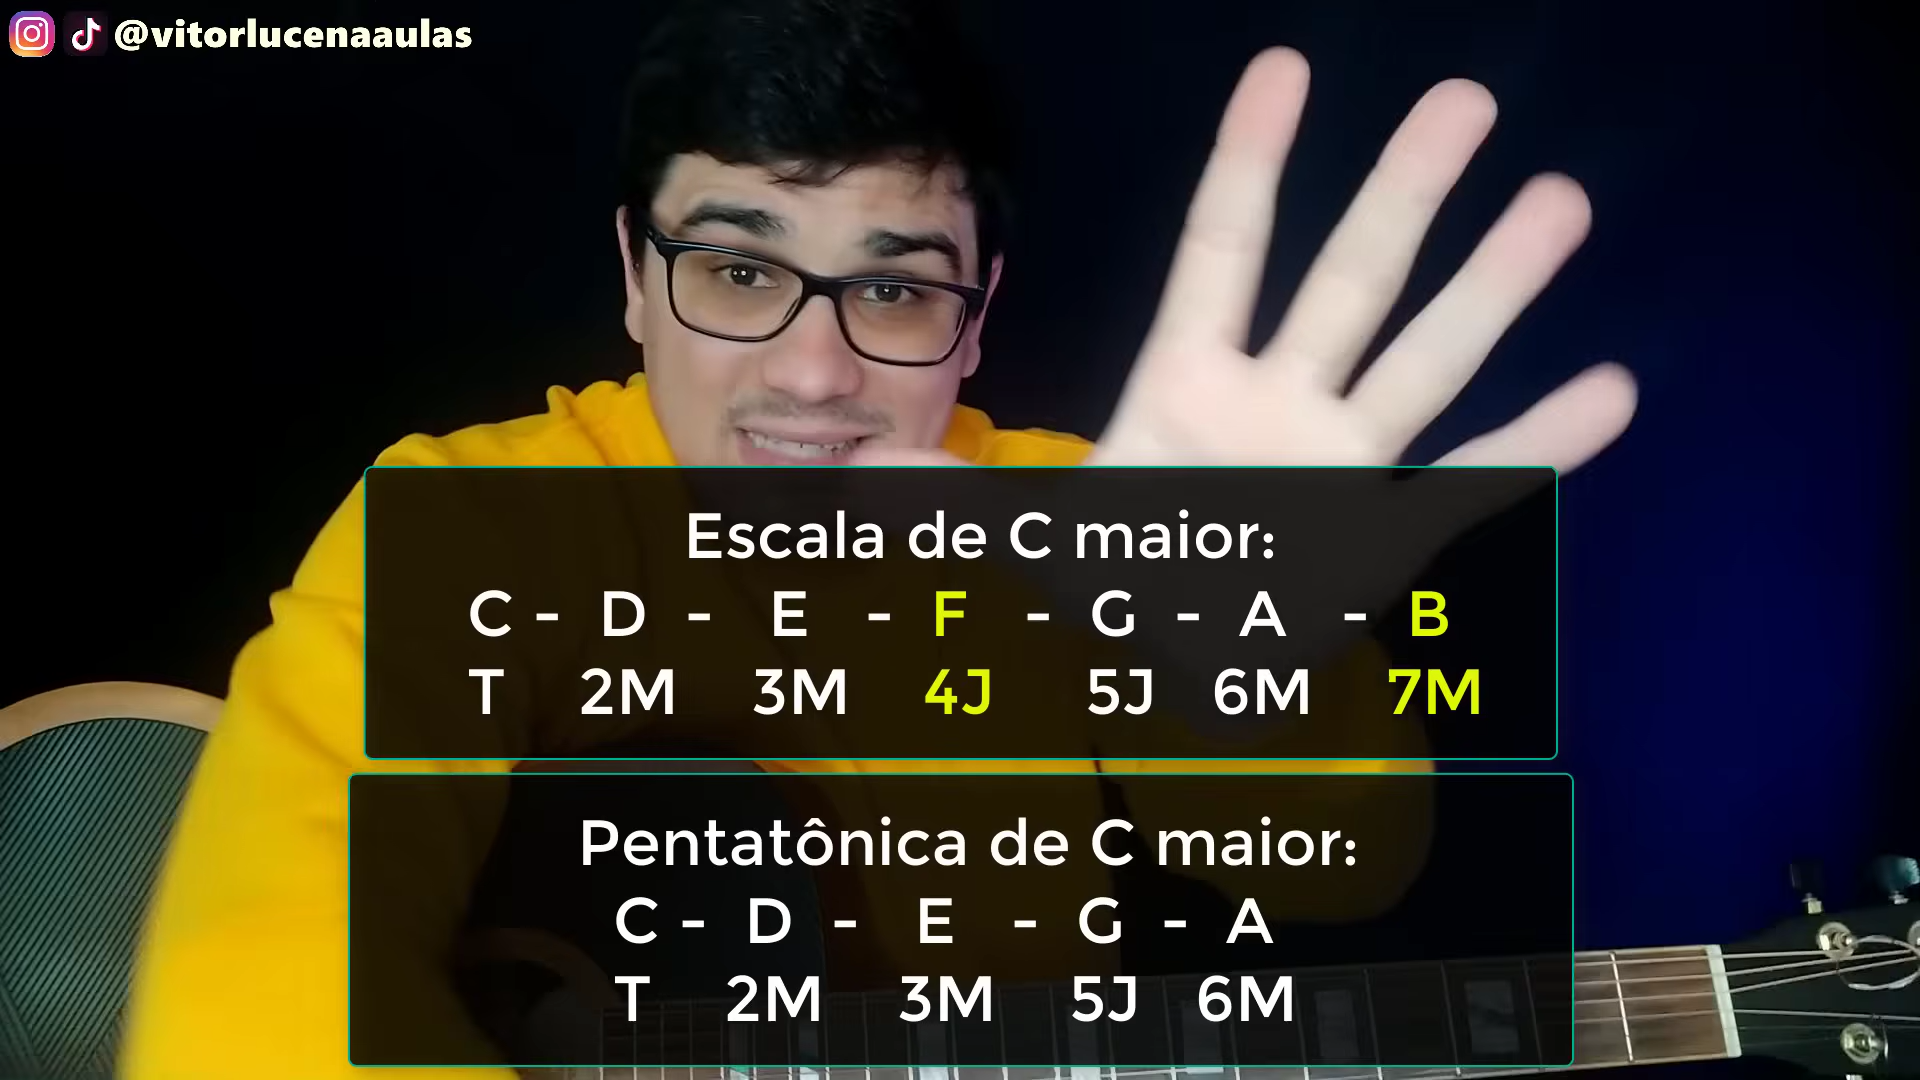 @vitorlucenaaulas
Escala de C maior:
C - D - E - F - G - A - B
T 2M 3M 4J 5J 6M 7M
Pentatônica de C maior:
C - D - E - G - A
T 2M 3M 5J 6M